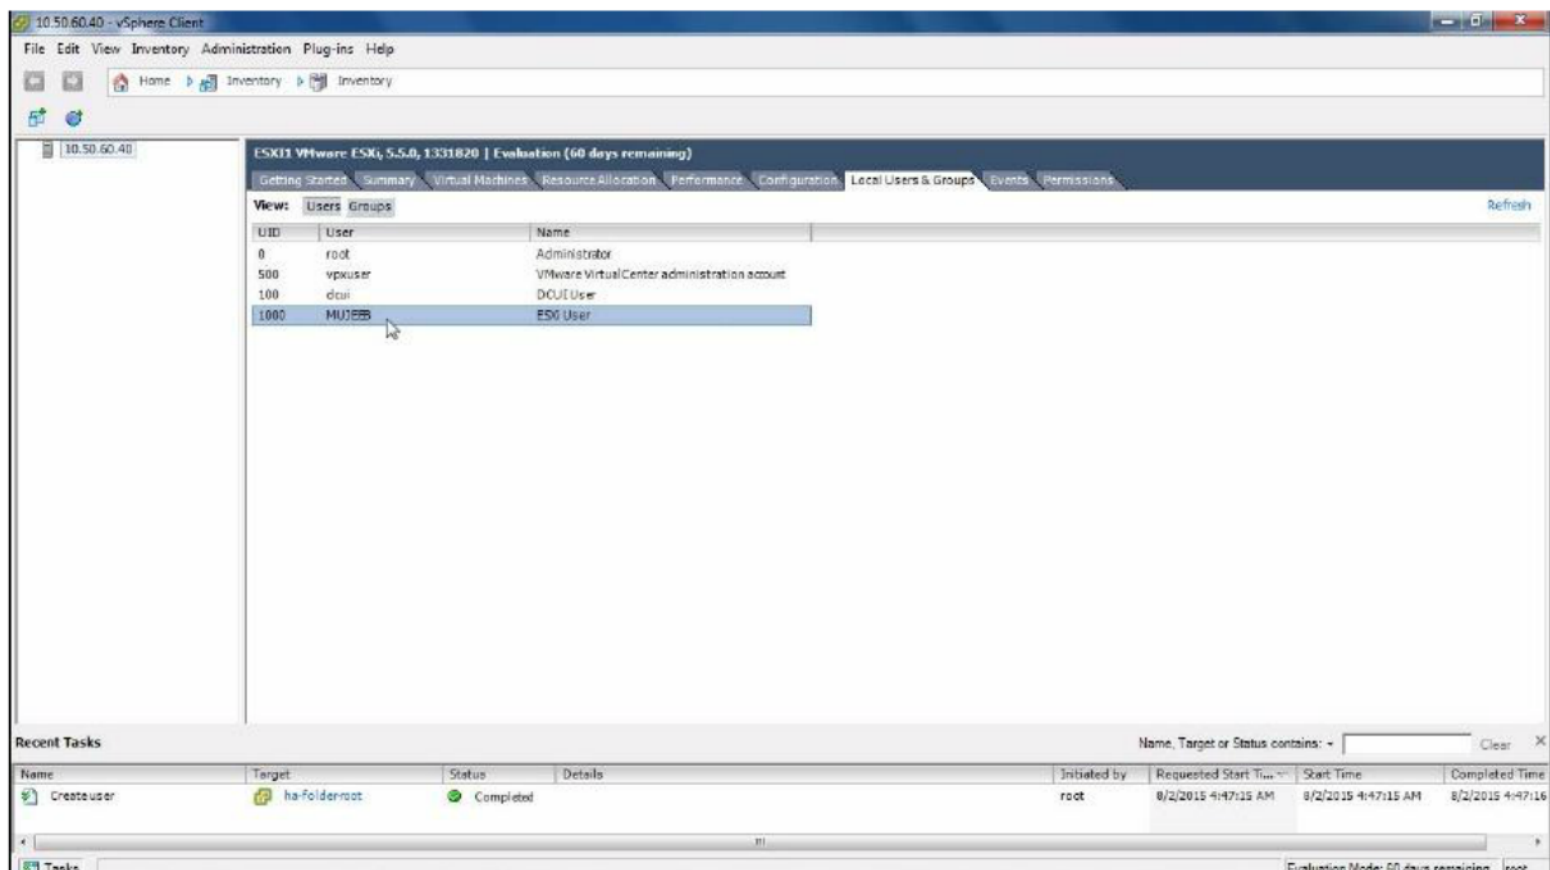 10.50.60.40 - vSphere Client
File Edit View Inventory Administration Plug-ins Help
Home Inventory Inventory
10.50.60.40
ESXI1 VMware ESXi, 5.5.0, 1331820 | Evaluation (60 days remaining)
Getting Started Summary Virtual Machines Resource Allocation Performance Configuration Local Users & Groups Events Permissions
View: Users Groups Refresh
UID User Name
0 root Administrator
500 vpxuser VMware VirtualCenter administration account
100 dcui DCUI User
1000 MUJEEB ESXi User
Recent Tasks Name, Target or Status contains: Clear
Name Target Status Details Initiated by Requested Start Ti... Start Time Completed Time
Create user ha-folder-root Completed root 8/2/2015 4:47:15 AM 8/2/2015 4:47:15 AM 8/2/2015 4:47:16
Tasks Evaluation Mode: 60 days remaining root